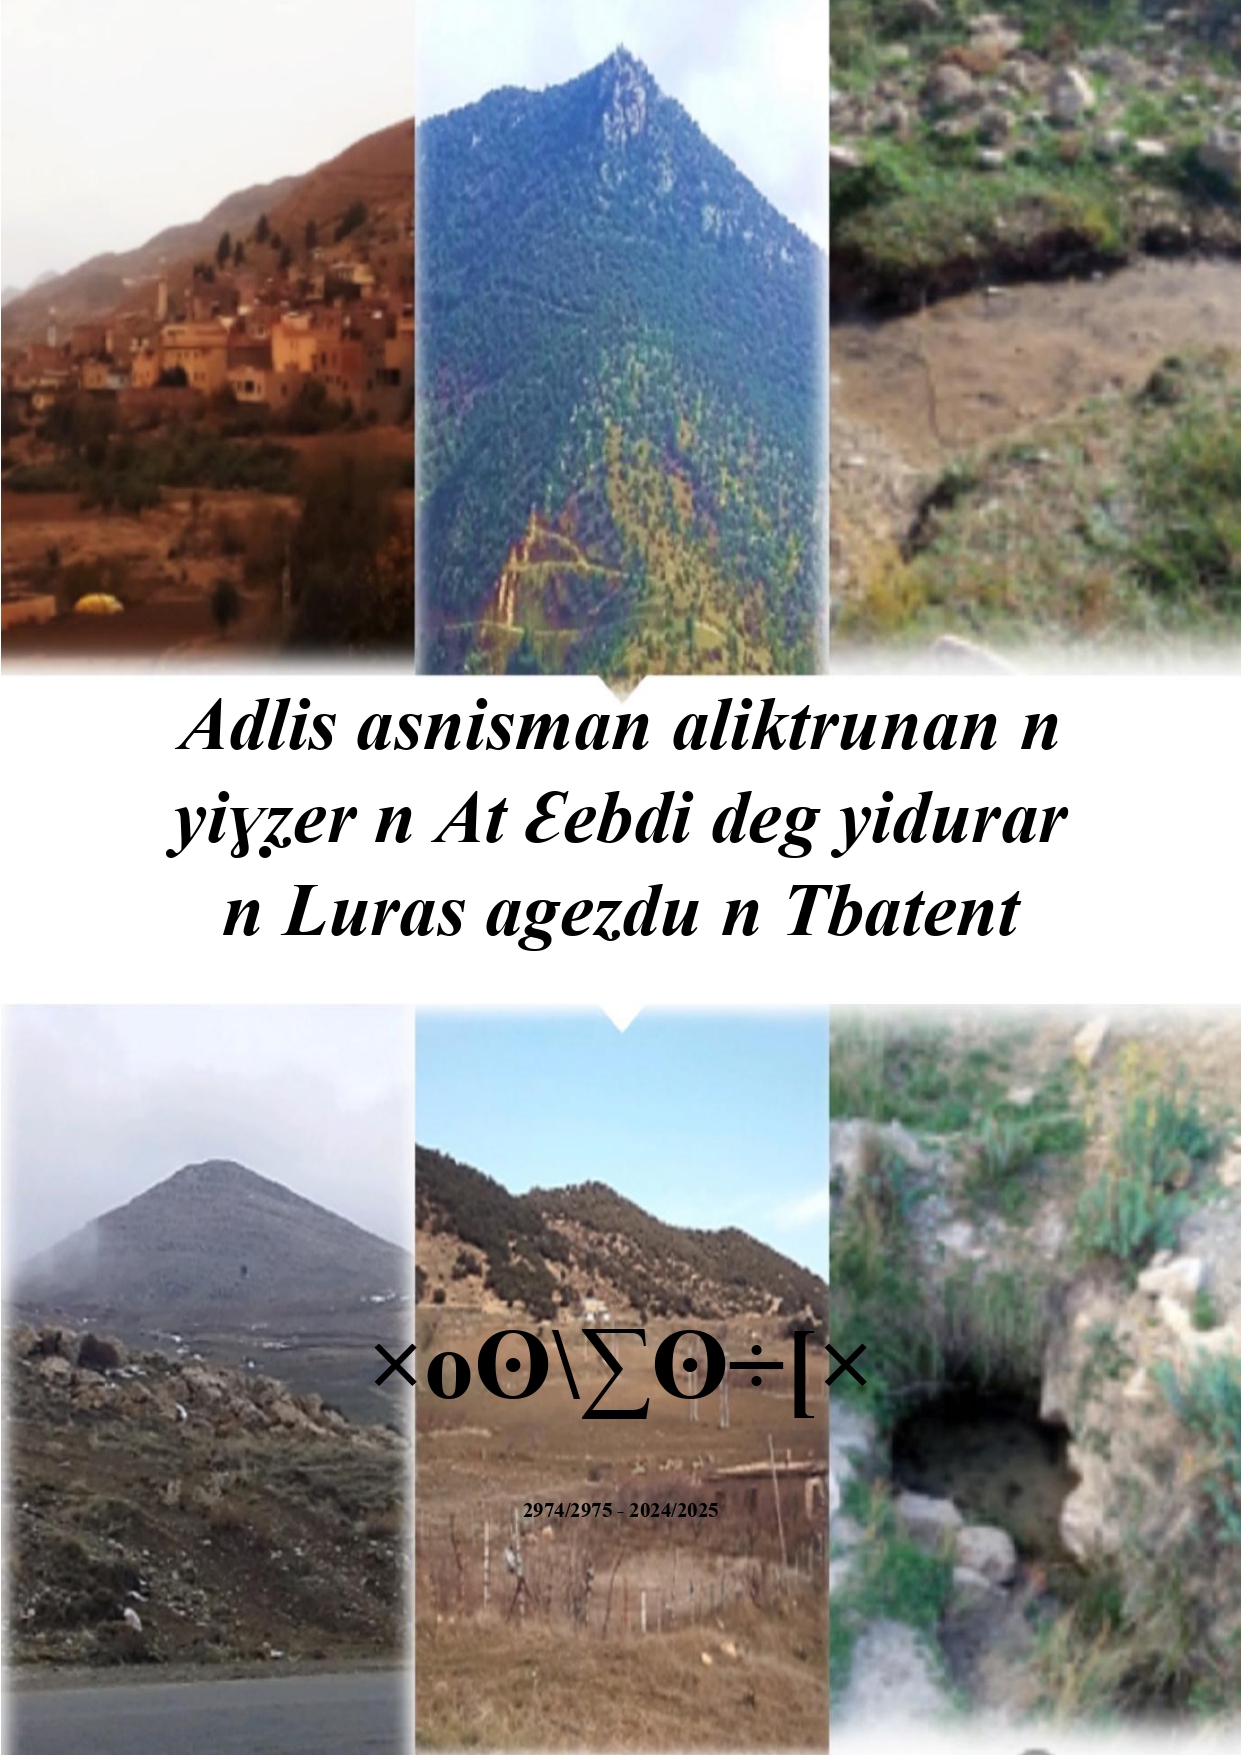 Adlis asnisman aliktrunan n
yiɣẓer n At Ɛebdi deg yidurar
n Luras agezdu n Tbatent
×oʘ\∑ʘ÷[×
2974/2975 - 2024/2025